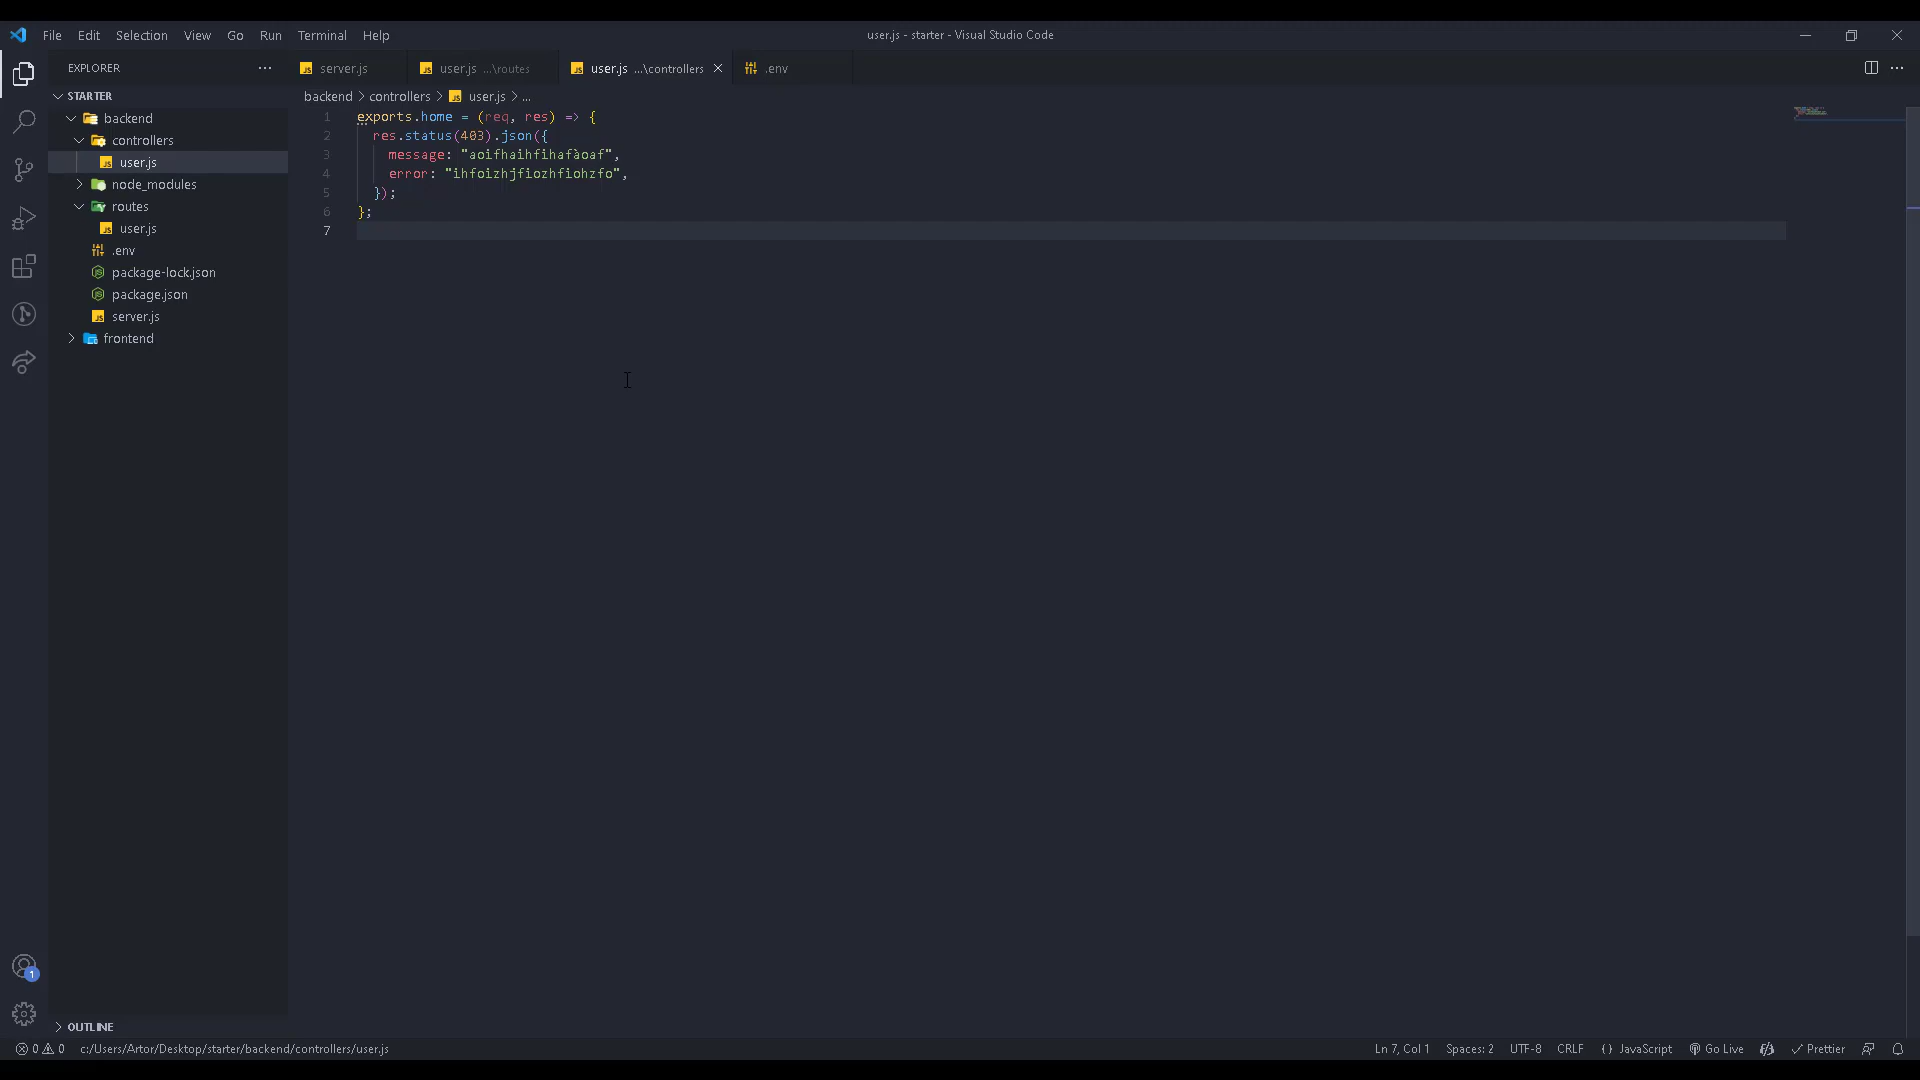 File Edit Selection View Go Run Terminal Help
user.js - starter - Visual Studio Code
EXPLORER
server.js
user.js ...\routes
user.js ...\controllers
.env
STARTER
backend
controllers
user.js
node_modules
routes
user.js
.env
package-lock.json
package.json
server.js
frontend
backend > controllers > user.js > ...
1 exports.home = (req, res) => {
2 res.status(403).json({
3 message: "aoifhaihfihafàoaf",
4 error: "ihfoizhjfiozhfiohzfo",
5 });
6 };
7
1
OUTLINE
0 0 c:/Users/Artor/Desktop/starter/backend/controllers/user.js
Ln 7, Col 1 Spaces: 2 UTF-8 CRLF {} JavaScript Go Live Prettier